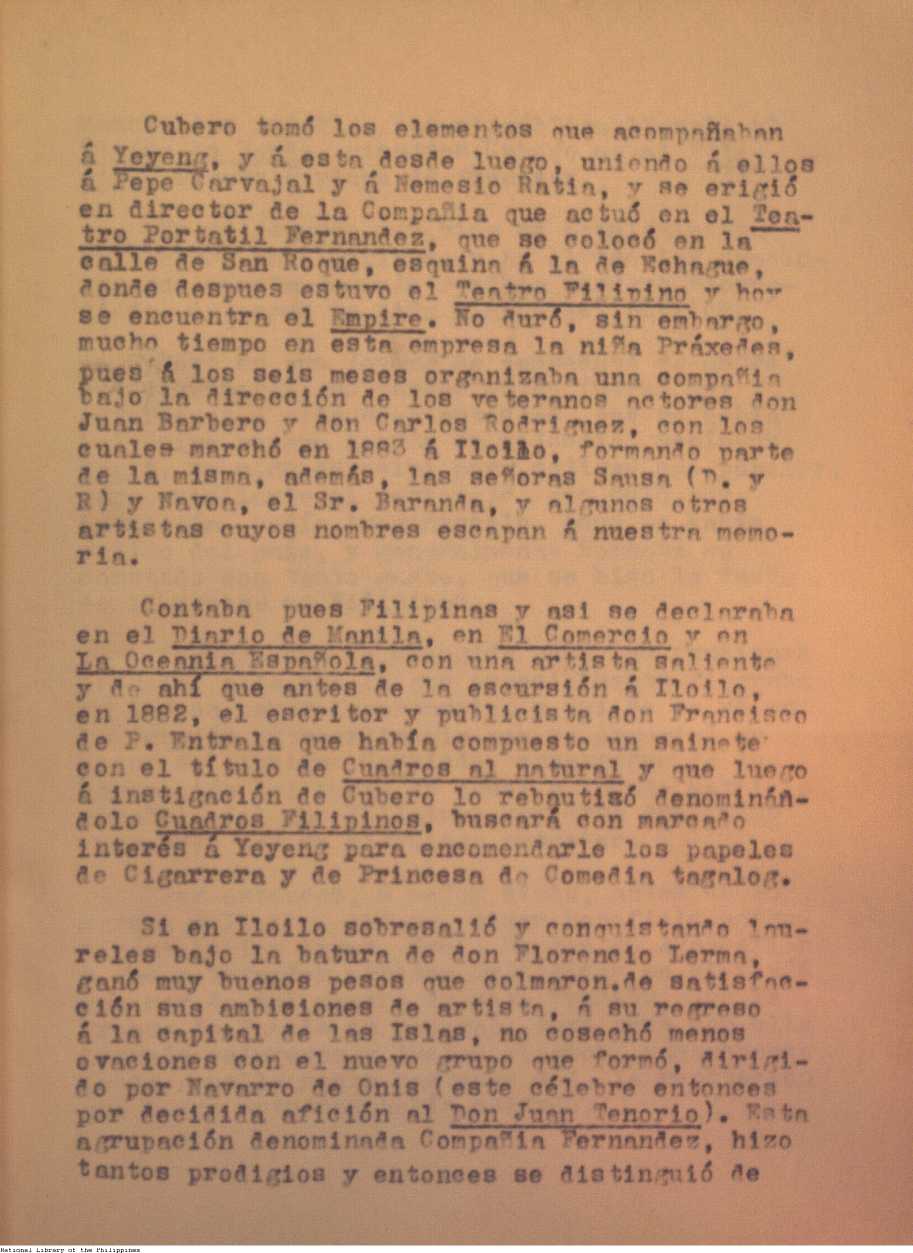 Cubero tomó los elementos que acompañaban
á Yeyeng, y á esta desde luego, uniendo á ellos
á Pepe Carvajal y á Nemesio Ratia, y se erigió
en director de la Compañia que actuó en el Tea-
tro Portatil Fernandez, que se colocó en la
calle de San Roque, esquina á la de Echague,
donde despues estuvo el Teatro Filipino y hoy
se encuentra el Empire. No duró, sin embargo,
mucho tiempo en esta empresa la niña Práxedes,
pues á los seis meses organizaba una compañia
bajo la dirección de los veteranos actores don
Juan Barbero y don Carlos Rodriguez, con los
cuales marchó en 1883 á Iloilo, formando parte
de la misma, además, las señoras Sausa (D. y
R) y Navoa, el Sr. Baranda, y algunos otros
artistas cuyos nombres escapan á nuestra memo-
ria.
Contaba pues Filipinas y asi se declaraba
en el Diario de Manila, en El Comercio y en
La Oceania Española, con una artista saliente
y de ahí que antes de la escursión á Iloilo,
en 1882, el escritor y publicista don Francisco
de P. Entrala que había compuesto un sainete
con el título de Cuadros al natural y que luego
á instigación de Cubero lo rebautizó denominán-
dolo Cuadros Filipinos, buscará con marcado
interés á Yeyeng para encomendarle los papeles
de Cigarrera y de Princesa de Comedia tagalog.
Si en Iloilo sobresalió y conquistando lau-
reles bajo la batura de don Florencio Lerma,
ganó muy buenos pesos que colmaron.de satisfac-
ción sus ambiciones de artista, á su regreso
á la capital de las Islas, no cosechó menos
ovaciones con el nuevo grupo que formó, dirigi-
do por Navarro de Onis (este célebre entonces
por decidida afición al Don Juan Tenorio). Esta
agrupación denominada Compañia Fernandez, hizo
tantos prodigios y entonces se distinguió de
National Library of the Philippines